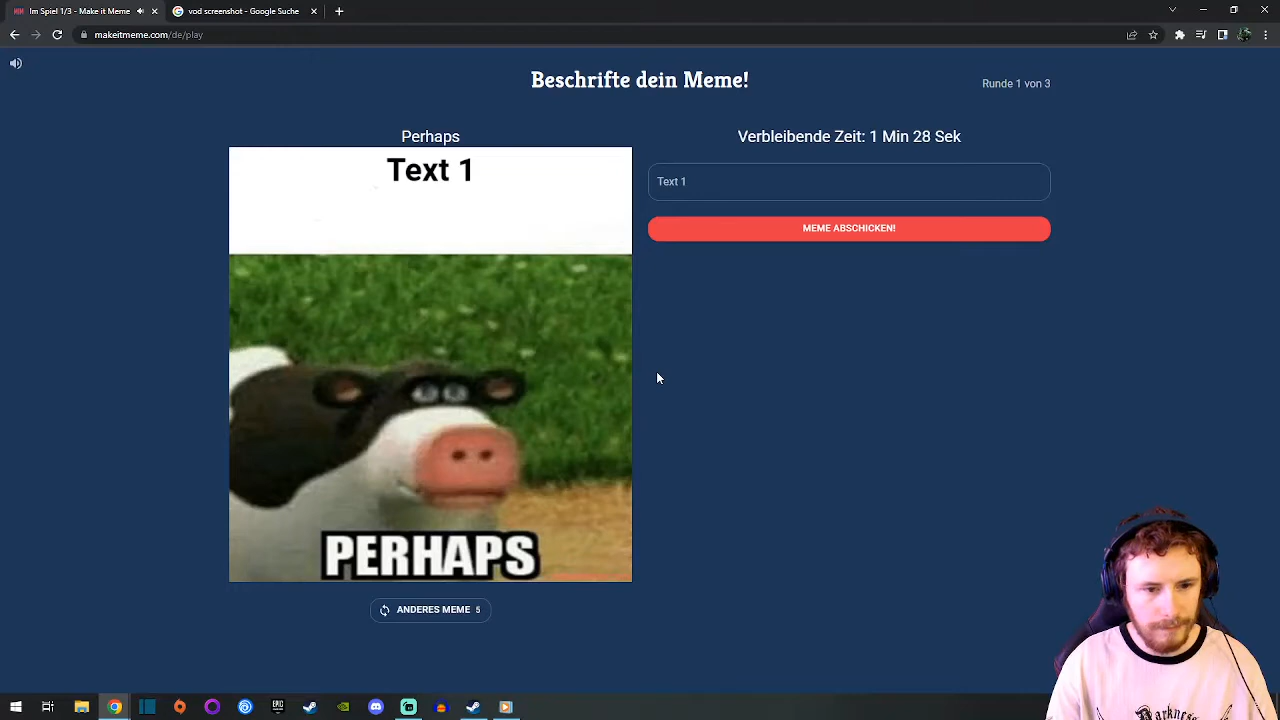 Im Spiel 1/3 - Make it Meme
vod screenshot - Google Suche
makeitmeme.com/de/play
Beschrifte dein Meme!
Runde 1 von 3
Perhaps
Verbleibende Zeit: 1 Min 28 Sek
Text 1
Text 1
MEME ABSCHICKEN!
PERHAPS
ANDERES MEME 5